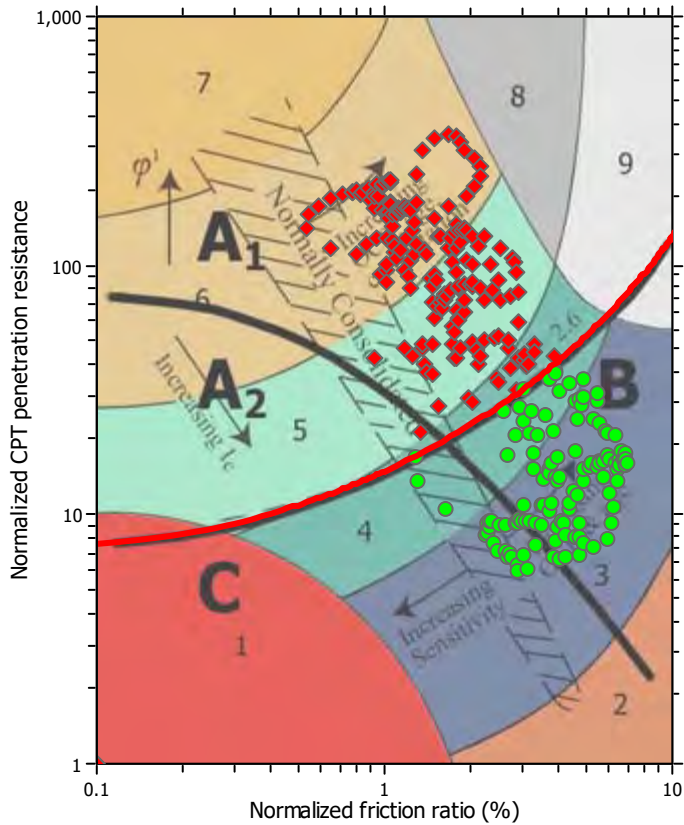 1,000
7
8
9
φ'
Increasing
Normally Consolidated
A1
100
6
2.6
Increasing Ic
A2
B
5
10
4
3
C
Increasing
Sensitivity
1
2
1
0.1
1
10
Normalized friction ratio (%)
Normalized CPT penetration resistance